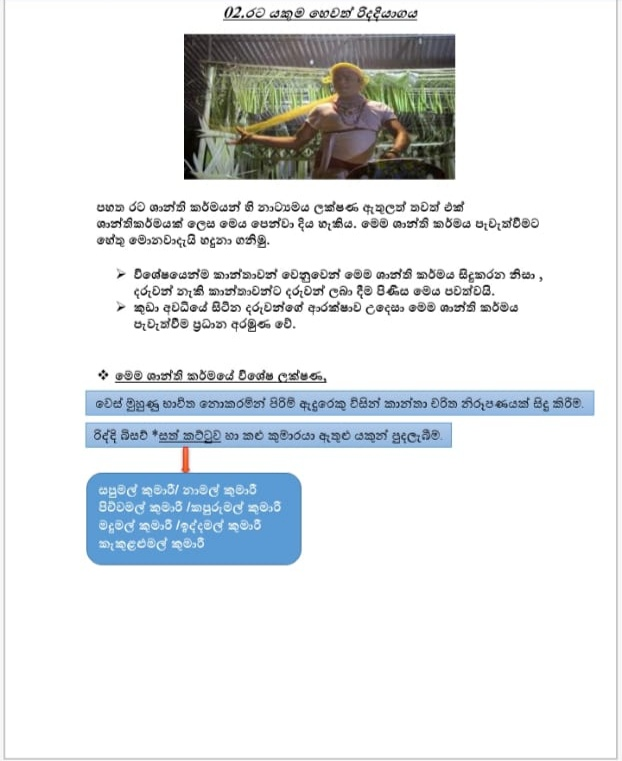 02.රට යකුම හෙවත් රිද්දියාගය
පහත රට ශාන්ති කර්මයන් හි නාට්‍යමය ලක්ෂණ ඇතුලත් තවත් එක්
ශාන්තිකර්මයක් ලෙස මෙය පෙන්වා දිය හැකිය. මෙම ශාන්ති කර්මය පැවැත්වීමට
හේතු මොනවාදැයි හදුනා ගනිමු.
➢ විශේෂයෙන්ම කාන්තාවන් වෙනුවෙන් මෙම ශාන්ති කර්මය සිදුකරන නිසා ,
දරුවන් නැකි කාන්තාවන්ට දරුවන් ලබා දීම පිණිස මෙය පවත්වයි.
➢ කුඩා අවධියේ සිටින දරුවන්ගේ ආරක්ෂාව උදෙසා මෙම ශාන්ති කර්මය
පැවැත්වීම ප්‍රධාන අරමුණ වේ.
❖ මෙම ශාන්ති කර්මයේ විශේෂ ලක්ෂණ,
වෙස් මුහුණු භාවිත නොකරමින් පිරිමි ඇදුරෙකු විසින් කාන්තා චරිත නිරූපණයක් සිදු කිරීම.
රිද්දි බිසව් *සත් කට්ටුව හා කළු කුමාරයා ඇතුළු යකුන් පුදලැබීම.
සපුමල් කුමාරී/ නාමල් කුමාරී
පිච්චමල් කුමාරී /කපුරුමල් කුමාරී
මදුමල් කුමාරී /ඉද්දමල් කුමාරී
කැකුළළුමල් කුමාරී